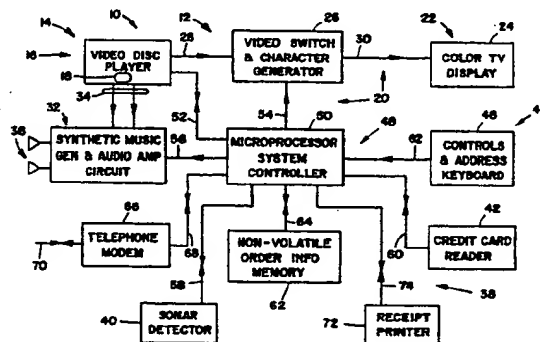 10
12
26
22
14
28
30
24
16
VIDEO DISC
PLAYER
18
VIDEO SWITCH
& CHARACTER
GENERATOR
COLOR TV
DISPLAY
34
20
32
52
54
50
48
46
4
36
SYNTHETIC MUSIC
GEN & AUDIO AMP
CIRCUIT
56
MICROPROCESSOR
SYSTEM
CONTROLLER
62
CONTROLS
& ADDRESS
KEYBOARD
66
64
42
TELEPHONE
MODEM
68
NON-VOLATILE
ORDER INFO
MEMORY
60
CREDIT CARD
READER
70
58
62
74
38
40
SONAR
DETECTOR
72
RECEIPT
PRINTER